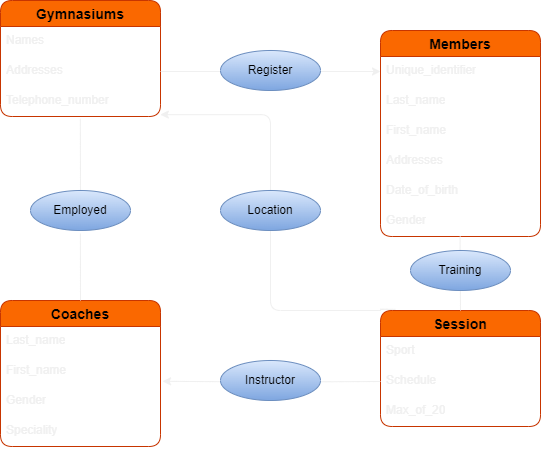 Gymnasiums
Names
Addresses
Telephone_number
Register
Members
Unique_identifier
Last_name
First_name
Addresses
Date_of_birth
Gender
Employed
Location
Training
Coaches
Last_name
First_name
Gender
Speciality
Instructor
Session
Sport
Schedule
Max_of_20